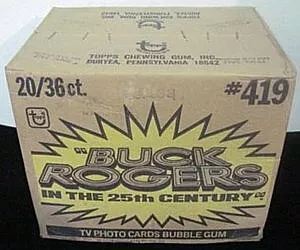 TOPPS CHEWING GUM, INC.
DURYEA, PENNSYLVANIA 18642
20/36 ct.
#419
topps
BUCK
ROGERS
IN THE 25th CENTURY
TV PHOTO CARDS BUBBLE GUM